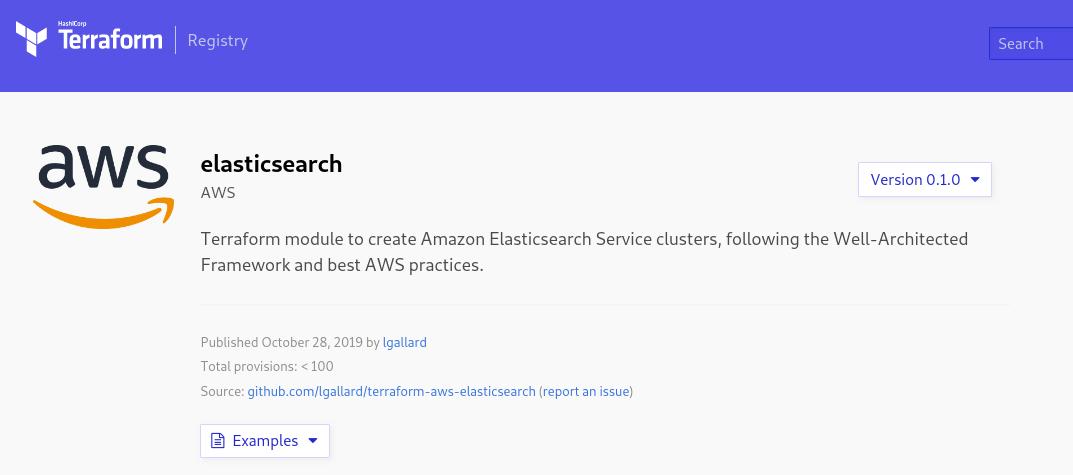 HashiCorp
Terraform
Registry
Search
aws
elasticsearch
AWS
Version 0.1.0
Terraform module to create Amazon Elasticsearch Service clusters, following the Well-Architected
Framework and best AWS practices.
Published October 28, 2019 by lgallard
Total provisions: < 100
Source: github.com/lgallard/terraform-aws-elasticsearch (report an issue)
Examples